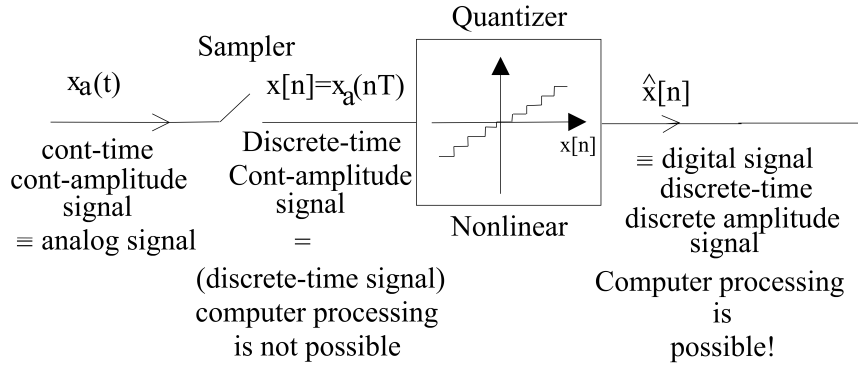 Quantizer
Sampler
xa(t)
x[n]=xa(nT)
x̂[n]
x[n]
cont-time
cont-amplitude
signal
≡ analog signal
Discrete-time
Cont-amplitude
signal
=
(discrete-time signal)
computer processing
is not possible
Nonlinear
≡ digital signal
discrete-time
discrete amplitude
signal
Computer processing
is
possible!